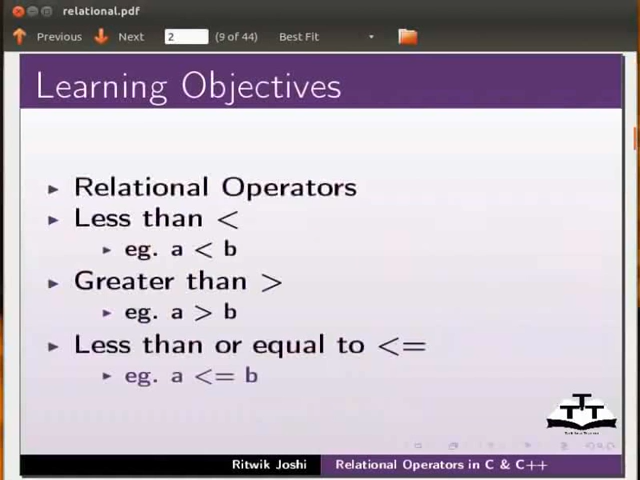 relational.pdf
Previous Next 2 (9 of 44) Best Fit
Learning Objectives
Relational Operators
Less than <
eg. a < b
Greater than >
eg. a > b
Less than or equal to <=
eg. a <= b
TTT
Ritwik Joshi Relational Operators in C & C++